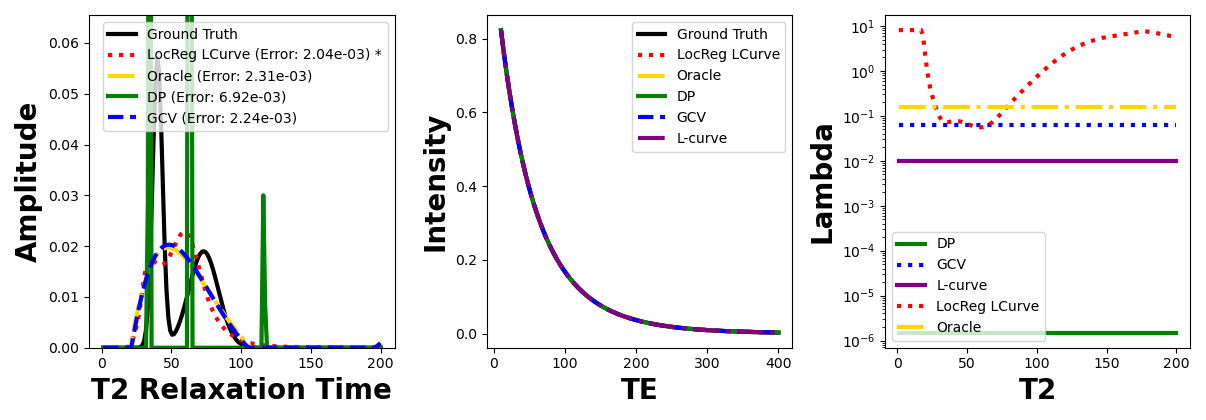 Amplitude
0.06
0.05
0.04
0.03
0.02
0.01
0.00
0
50
100
150
200
T2 Relaxation Time
Ground Truth
LocReg LCurve (Error: 2.04e-03) *
Oracle (Error: 2.31e-03)
DP (Error: 6.92e-03)
GCV (Error: 2.24e-03)
Intensity
0.8
0.6
0.4
0.2
0.0
0
100
200
300
400
TE
Ground Truth
LocReg LCurve
Oracle
DP
GCV
L-curve
Lambda
10^1
10^0
10^-1
10^-2
10^-3
10^-4
10^-5
10^-6
0
50
100
150
200
T2
DP
GCV
L-curve
LocReg LCurve
Oracle